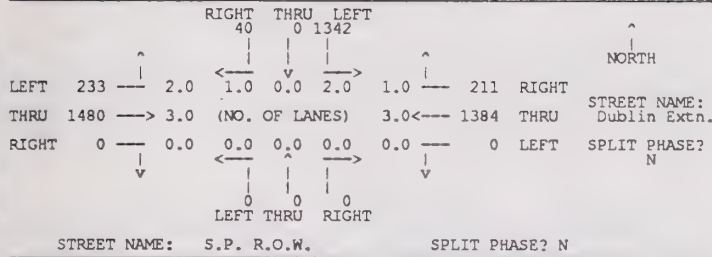 RIGHT THRU LEFT
40 0 1342
^ | | | ^ ^
| | | | | |
<--- v ---> NORTH
LEFT 233 --- 2.0 1.0 0.0 2.0 1.0 --- 211 RIGHT
STREET NAME:
THRU 1480 ---> 3.0 (NO. OF LANES) 3.0<--- 1384 THRU Dublin Extn.
RIGHT 0 --- 0.0 0.0 0.0 0.0 0.0 --- 0 LEFT SPLIT PHASE?
| <--- ^ ---> | N
v | | | v
0 0 0
LEFT THRU RIGHT
STREET NAME: S.P. R.O.W. SPLIT PHASE? N